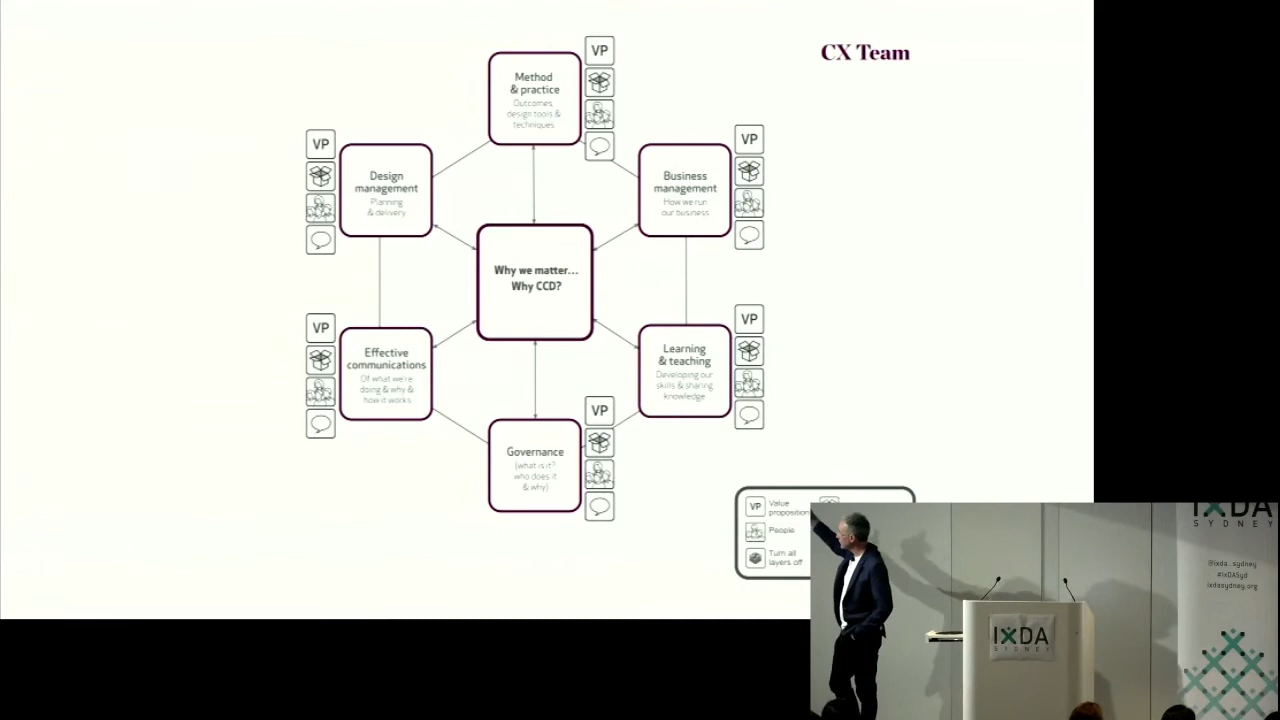 CX Team
VP
Method
& practice
Outcomes,
design tools &
techniques
VP
Design
management
Planning
& delivery
VP
Business
management
How we run
our business
Why we matter...
Why CCD?
VP
Effective
communications
Of what we're
doing & why &
how it works
VP
Learning
& teaching
Developing our
skills & sharing
knowledge
VP
Governance
(what is it?
who does it
& why)
VP
Value
proposition
People
Turn all
layers off
IXDA
SYDNEY
IXDA
SYDNEY
@ixda_sydney
#IxDASyd
ixdasydney.org